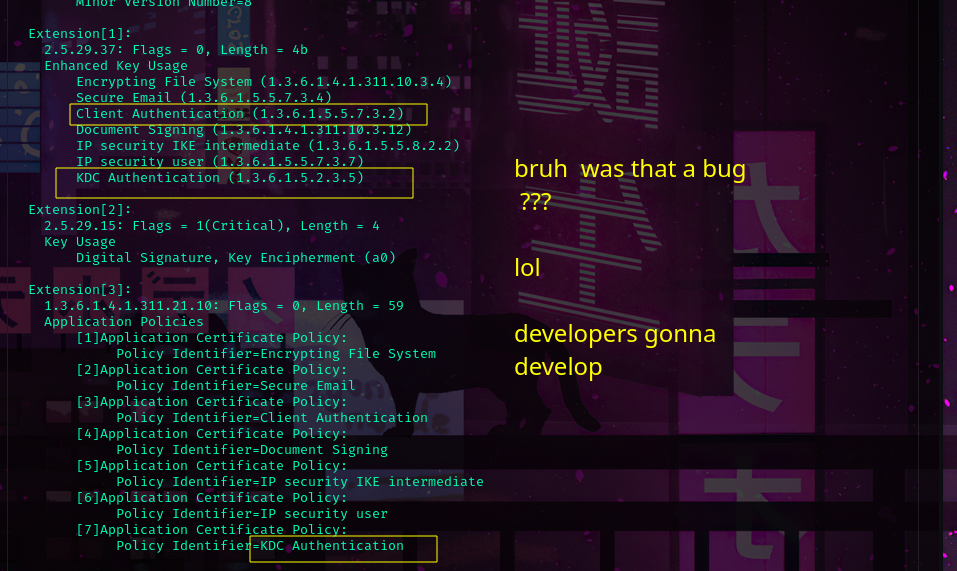 Minor Version Number=8
Extension[1]:
2.5.29.37: Flags = 0, Length = 4b
Enhanced Key Usage
Encrypting File System (1.3.6.1.4.1.311.10.3.4)
Secure Email (1.3.6.1.5.5.7.3.4)
Client Authentication (1.3.6.1.5.5.7.3.2)
Document Signing (1.3.6.1.4.1.311.10.3.12)
IP security IKE intermediate (1.3.6.1.5.5.8.2.2)
IP security user (1.3.6.1.5.5.7.3.7)
KDC Authentication (1.3.6.1.5.2.3.5)
Extension[2]:
2.5.29.15: Flags = 1(Critical), Length = 4
Key Usage
Digital Signature, Key Encipherment (a0)
Extension[3]:
1.3.6.1.4.1.311.21.10: Flags = 0, Length = 59
Application Policies
[1]Application Certificate Policy:
Policy Identifier=Encrypting File System
[2]Application Certificate Policy:
Policy Identifier=Secure Email
[3]Application Certificate Policy:
Policy Identifier=Client Authentication
[4]Application Certificate Policy:
Policy Identifier=Document Signing
[5]Application Certificate Policy:
Policy Identifier=IP security IKE intermediate
[6]Application Certificate Policy:
Policy Identifier=IP security user
[7]Application Certificate Policy:
Policy Identifier=KDC Authentication
bruh  was that a bug
???
lol
developers gonna
develop